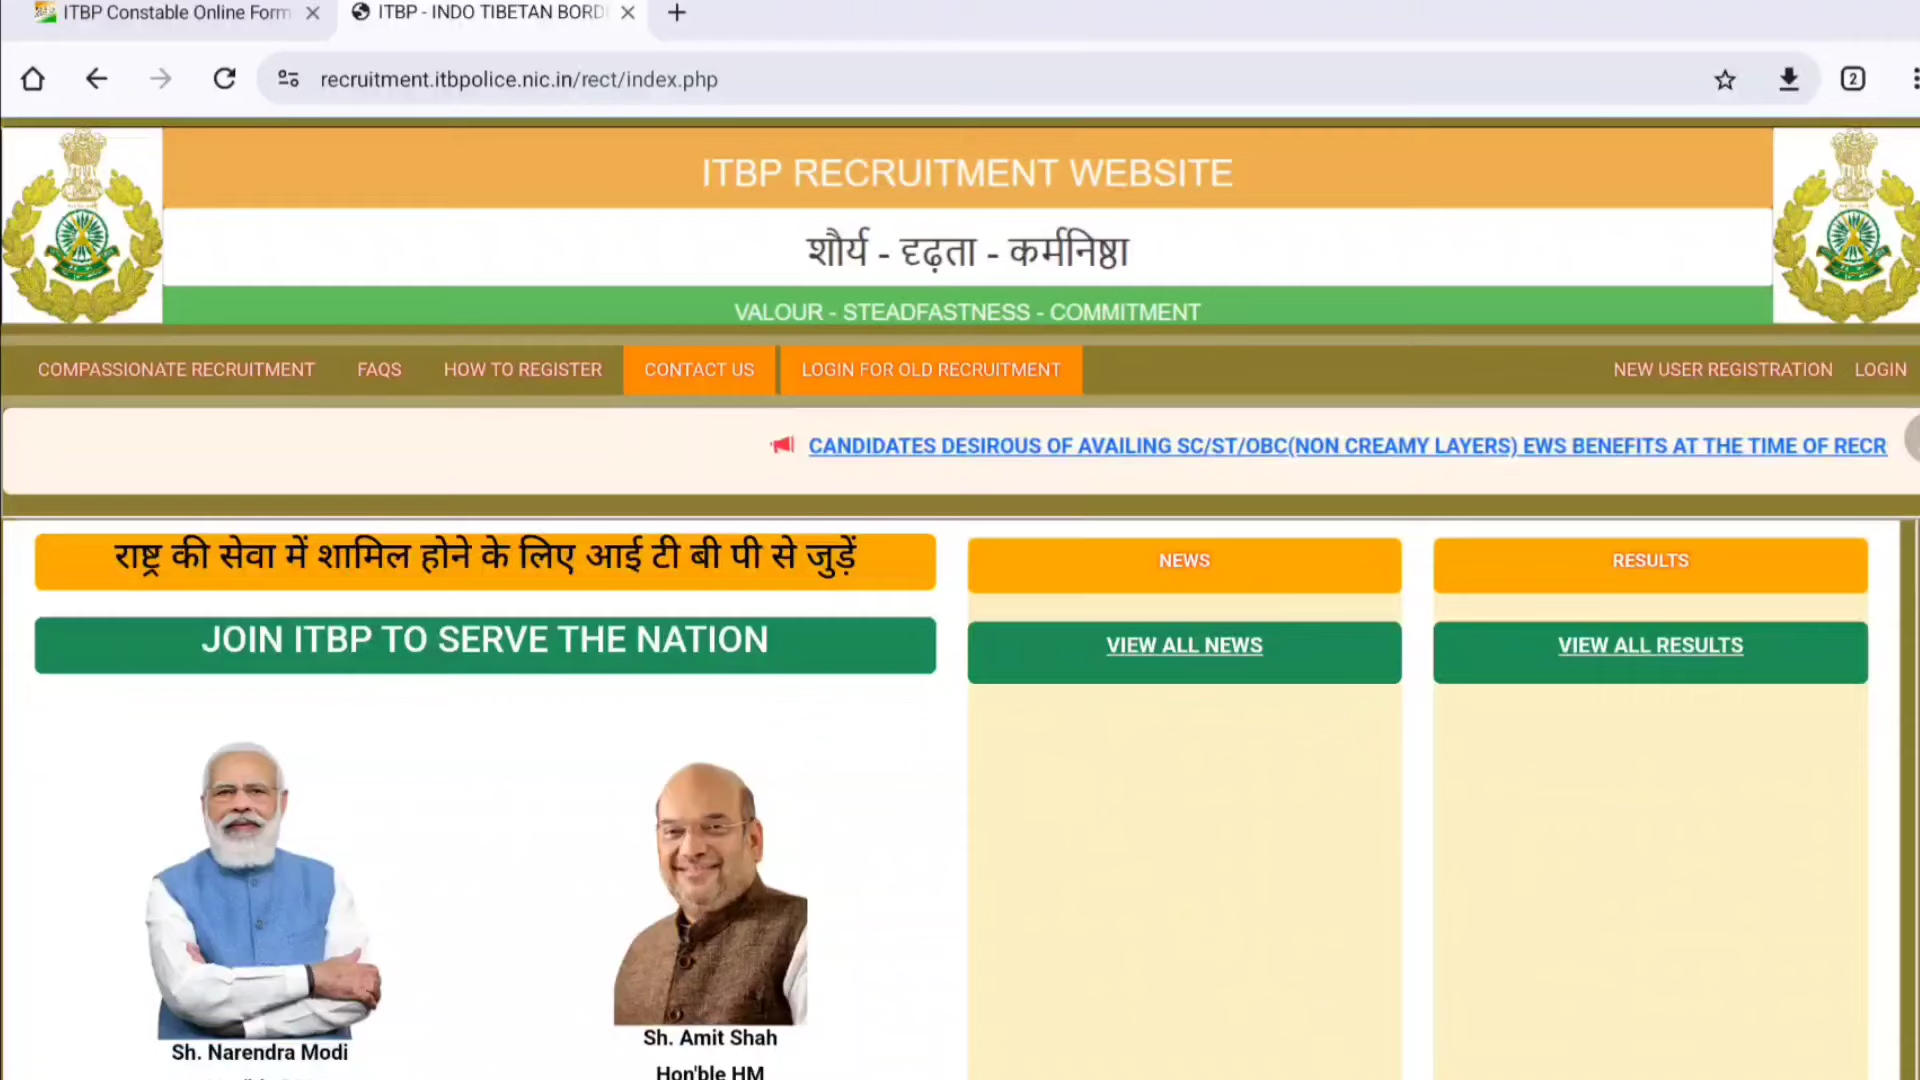 ITBP Constable Online Form
ITBP - INDO TIBETAN BORD
recruitment.itbpolice.nic.in/rect/index.php
2
ITBP RECRUITMENT WEBSITE
शौर्य - दृढ़ता - कर्मनिष्ठा
VALOUR - STEADFASTNESS - COMMITMENT
COMPASSIONATE RECRUITMENT FAQS HOW TO REGISTER CONTACT US LOGIN FOR OLD RECRUITMENT NEW USER REGISTRATION LOGIN
CANDIDATES DESIROUS OF AVAILING SC/ST/OBC(NON CREAMY LAYERS) EWS BENEFITS AT THE TIME OF RECR
राष्ट्र की सेवा में शामिल होने के लिए आई टी बी पी से जुड़ें
JOIN ITBP TO SERVE THE NATION
NEWS
VIEW ALL NEWS
RESULTS
VIEW ALL RESULTS
Sh. Narendra Modi
Sh. Amit Shah
Hon'ble HM